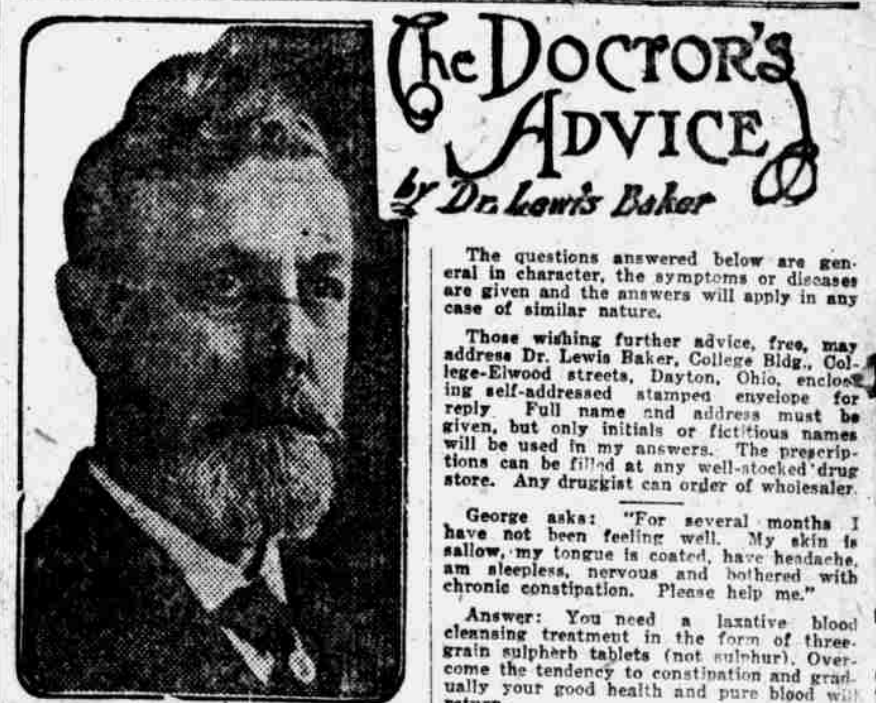 The DOCTOR'S
ADVICE
by Dr. Lewis Baker
The questions answered below are gen-
eral in character, the symptoms or diseases
are given and the answers will apply in any
case of similar nature.
Those wishing further advice, free, may
address Dr. Lewis Baker, College Bldg., Col-
lege-Elwood streets, Dayton, Ohio, enclos-
ing self-addressed stamped envelope for
reply. Full name and address must be
given, but only initials or fictitious names
will be used in my answers. The prescrip-
tions can be filled at any well-stocked drug
store. Any druggist can order of wholesaler.
George asks: "For several months I
have not been feeling well. My skin is
sallow, my tongue is coated, have headache,
am sleepless, nervous and bothered with
chronic constipation. Please help me."
Answer: You need a laxative blood
cleansing treatment in the form of three-
grain sulpherb tablets (not sulphur). Over-
come the tendency to constipation and grad-
ually your good health and pure blood will